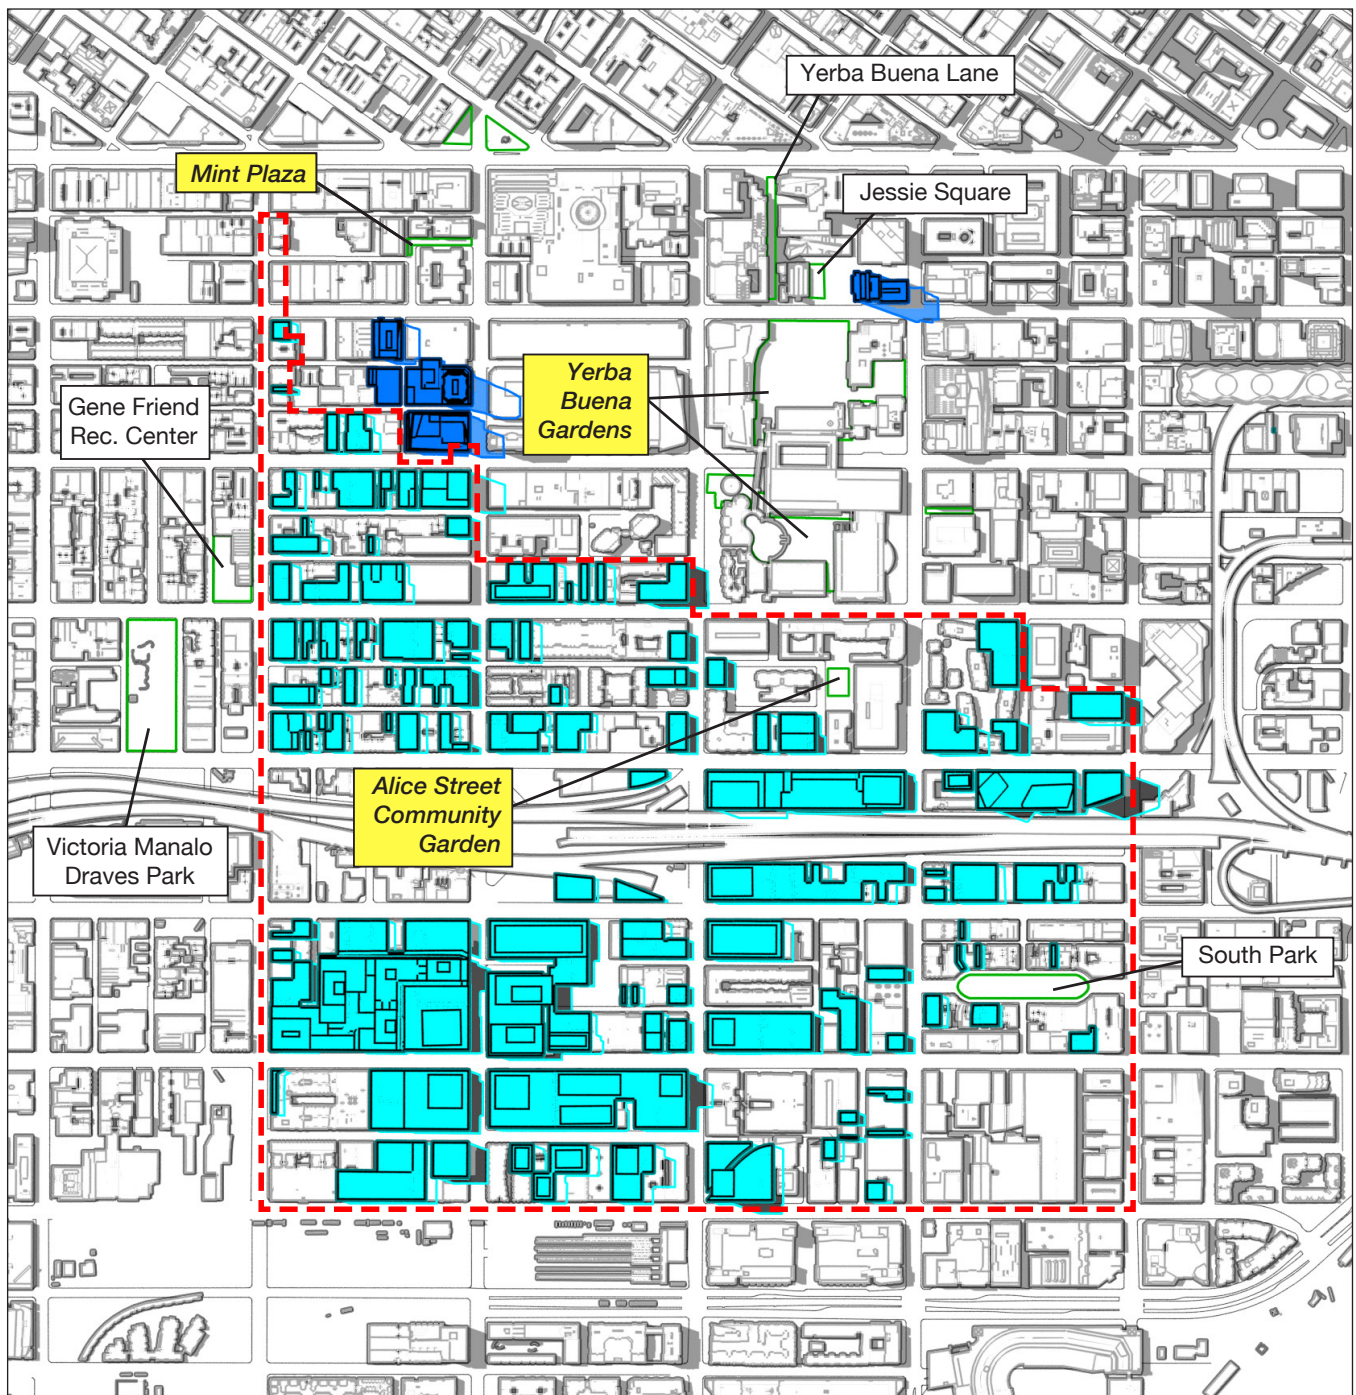 Yerba Buena Lane
Mint Plaza
Jessie Square
Yerba
Buena
Gardens
Gene Friend
Rec. Center
Alice Street
Community
Garden
Victoria Manalo
Draves Park
South Park